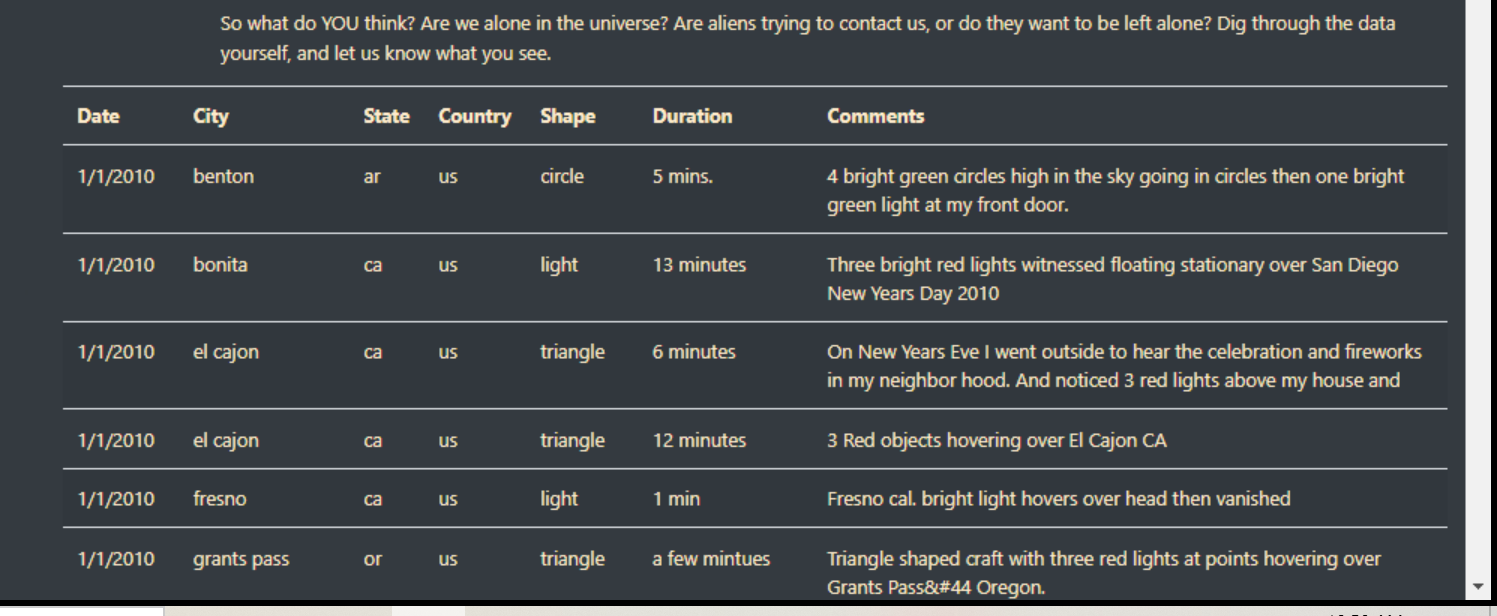 So what do YOU think? Are we alone in the universe? Are aliens trying to contact us, or do they want to be left alone? Dig through the data
yourself, and let us know what you see.
Date City State Country Shape Duration Comments
1/1/2010 benton ar us circle 5 mins. 4 bright green circles high in the sky going in circles then one bright
green light at my front door.
1/1/2010 bonita ca us light 13 minutes Three bright red lights witnessed floating stationary over San Diego
New Years Day 2010
1/1/2010 el cajon ca us triangle 6 minutes On New Years Eve I went outside to hear the celebration and fireworks
in my neighbor hood. And noticed 3 red lights above my house and
1/1/2010 el cajon ca us triangle 12 minutes 3 Red objects hovering over El Cajon CA
1/1/2010 fresno ca us light 1 min Fresno cal. bright light hovers over head then vanished
1/1/2010 grants pass or us triangle a few mintues Triangle shaped craft with three red lights at points hovering over
Grants Pass&#44 Oregon.